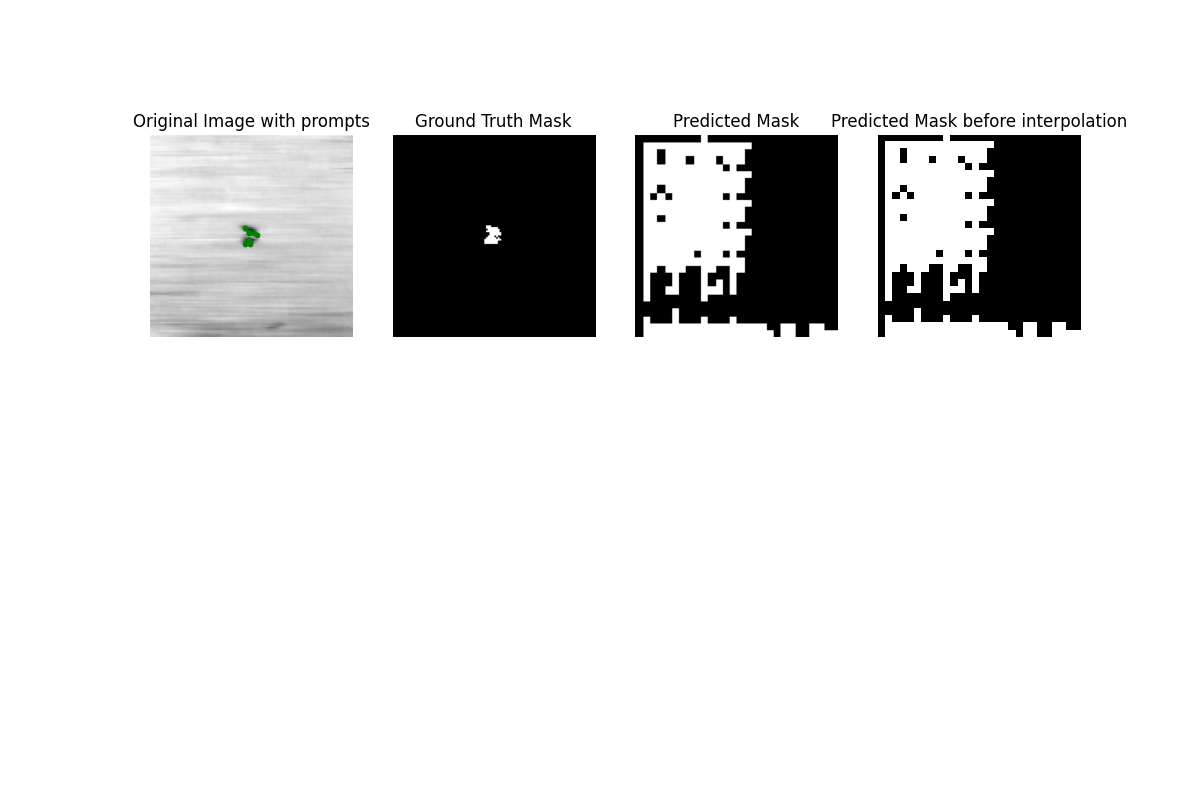 Original Image with prompts
Ground Truth Mask
Predicted Mask
Predicted Mask before interpolation